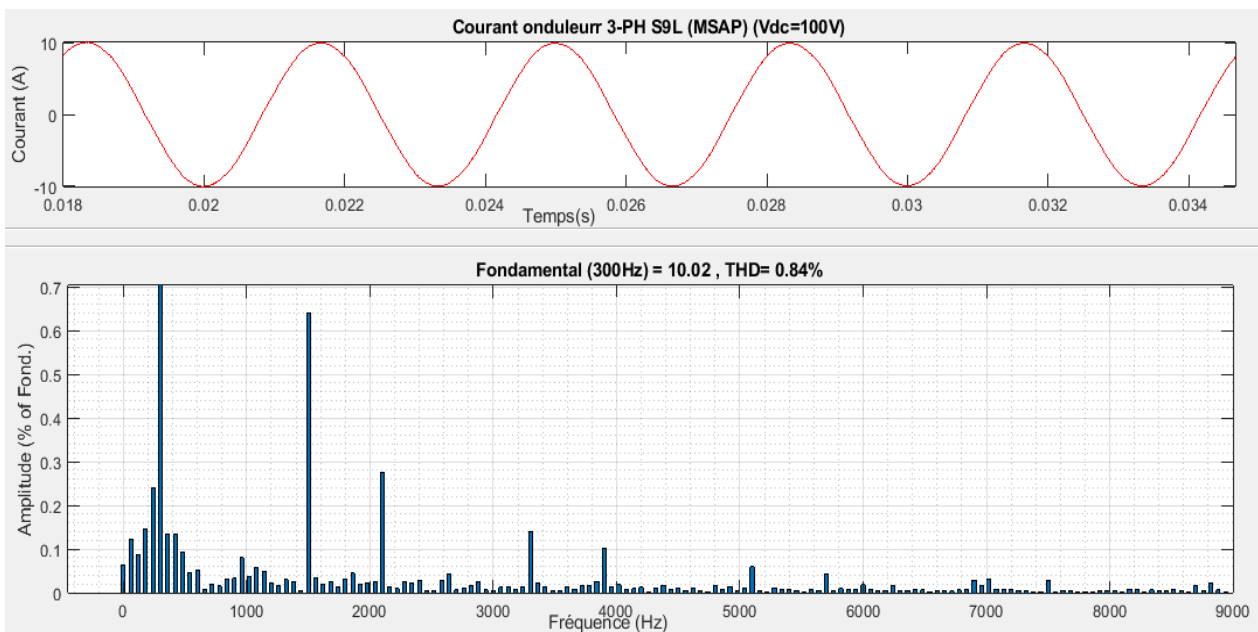 Courant onduleurr 3-PH S9L (MSAP) (Vdc=100V)
Courant (A)
10
0
-10
0.018 0.02 0.022 0.024 0.026 0.028 0.03 0.032 0.034
Temps(s)
Fondamental (300Hz) = 10.02 , THD= 0.84%
Amplitude (% of Fond.)
0.7
0.6
0.5
0.4
0.3
0.2
0.1
0
0 1000 2000 3000 4000 5000 6000 7000 8000 9000
Fréquence (Hz)